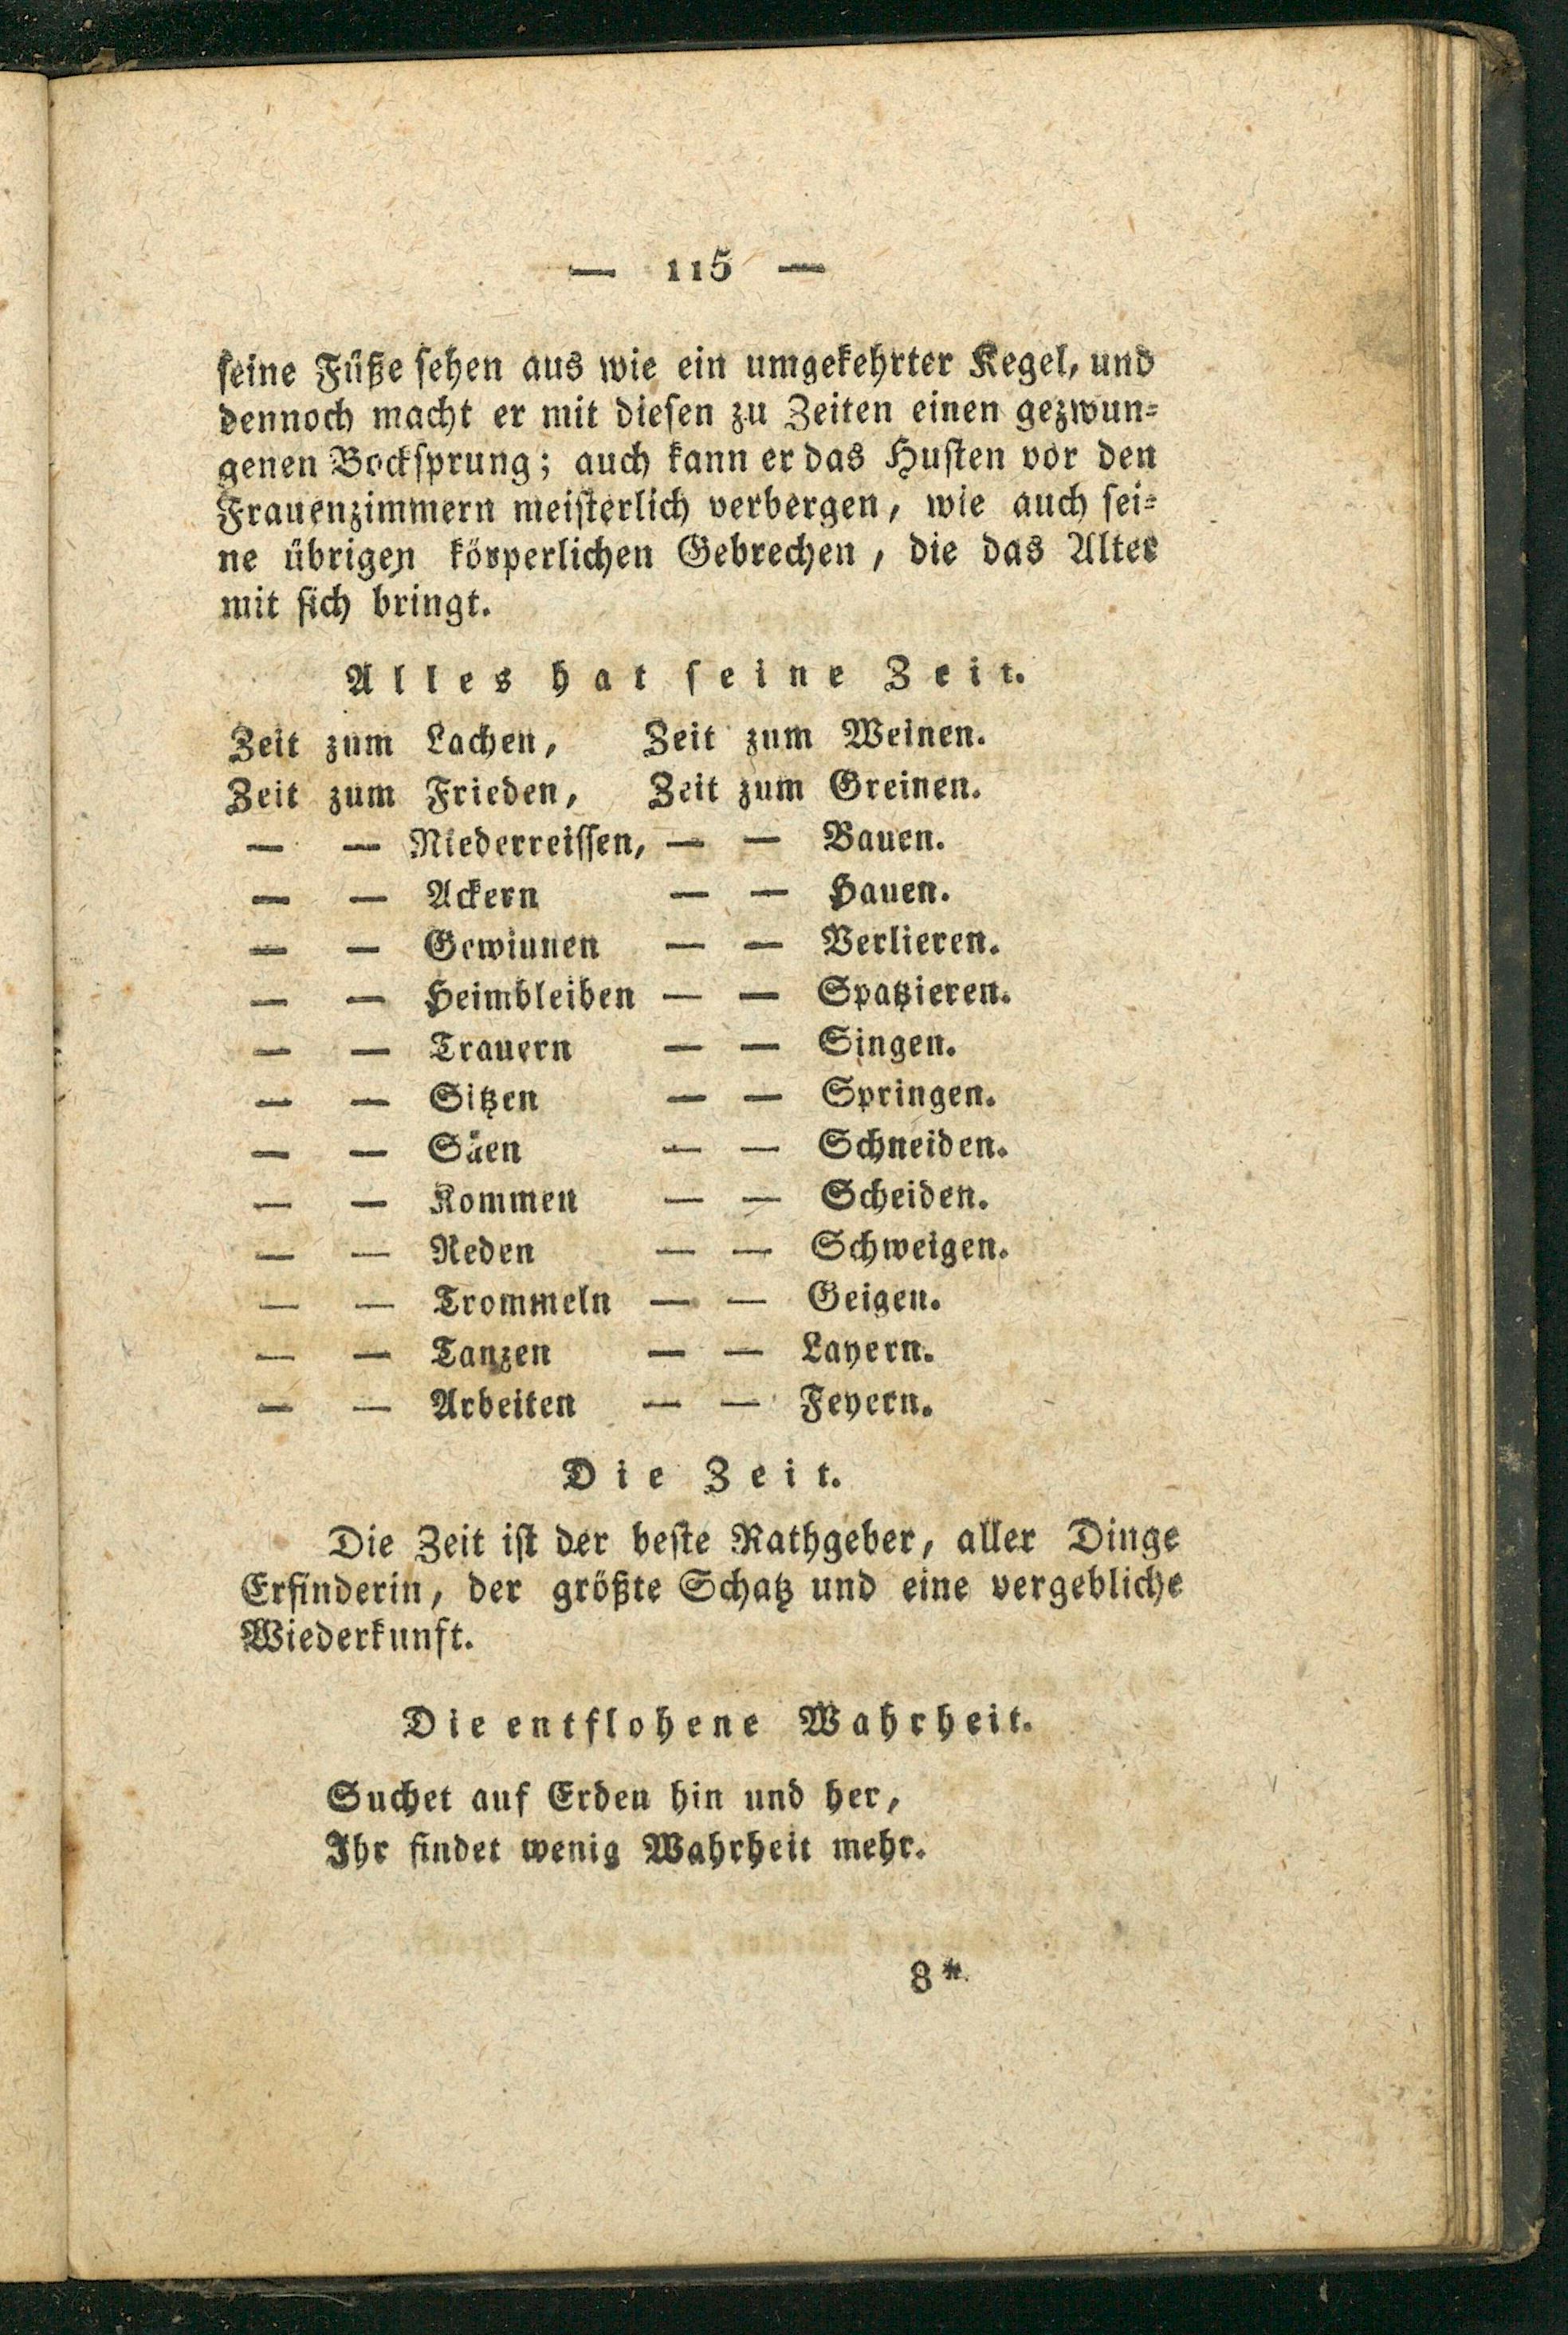 — 115 —
seine Füße sehen aus wie ein umgekehrter Kegel, und
dennoch macht er mit diesen zu Zeiten einen gezwun-
genen Bocksprung; auch kann er das Husten vor den
Frauenzimmern meisterlich verbergen, wie auch sei-
ne übrigen körperlichen Gebrechen, die das Alter
mit sich bringt.
Alles hat seine Zeit.
Zeit zum Lachen, Zeit zum Weinen.
Zeit zum Frieden, Zeit zum Greinen.
— — Niederreissen, — — Bauen.
— — Ackern — — Hauen.
— — Gewinnen — — Verlieren.
— — Heimbleiben — — Spatzieren.
— — Trauern — — Singen.
— — Sitzen — — Springen.
— — Säen — — Schneiden.
— — Kommen — — Scheiden.
— — Reden — — Schweigen.
— — Trommeln — — Geigen.
— — Tanzen — — Layern.
— — Arbeiten — — Feyern.
Die Zeit.
Die Zeit ist der beste Rathgeber, aller Dinge
Erfinderin, der größte Schatz und eine vergebliche
Wiederkunft.
Die entflohene Wahrheit.
Suchet auf Erden hin und her,
Ihr findet wenig Wahrheit mehr.
8*